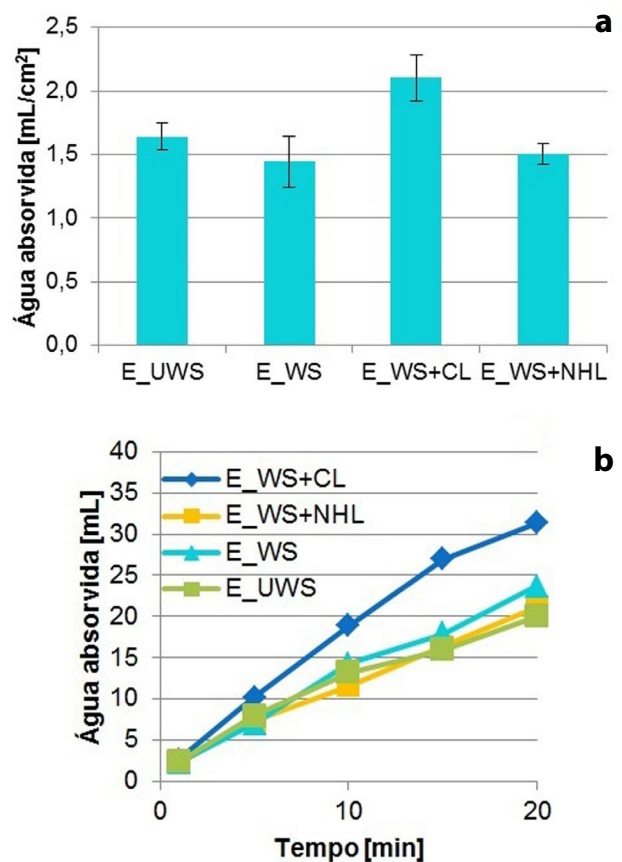 a
Água absorvida [mL/cm²]
2,5
2,0
1,5
1,0
0,5
0,0
E_UWS E_WS E_WS+CL E_WS+NHL
b
Água absorvida [mL]
40
35
30
25
20
15
10
5
0
E_WS+CL
E_WS+NHL
E_WS
E_UWS
0 10 20
Tempo [min]